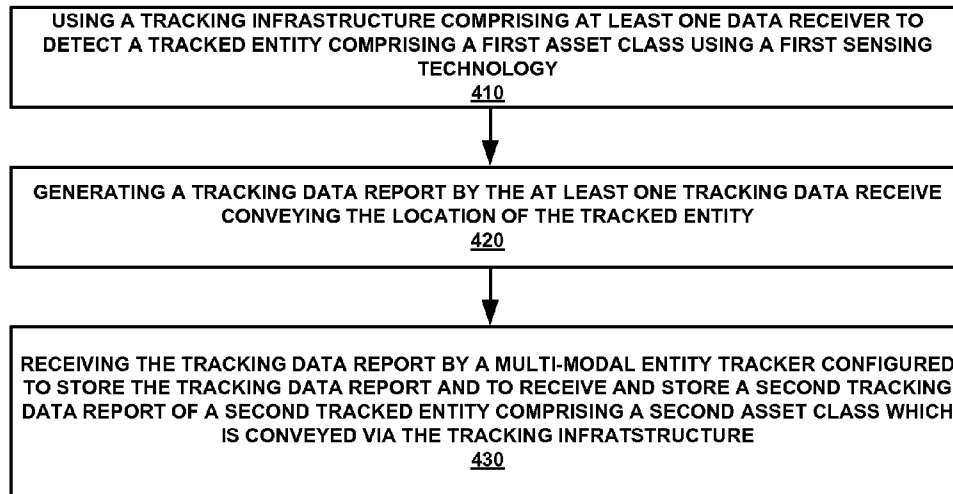 USING A TRACKING INFRASTRUCTURE COMPRISING AT LEAST ONE DATA RECEIVER TO
DETECT A TRACKED ENTITY COMPRISING A FIRST ASSET CLASS USING A FIRST SENSING
TECHNOLOGY
410
GENERATING A TRACKING DATA REPORT BY THE AT LEAST ONE TRACKING DATA RECEIVE
CONVEYING THE LOCATION OF THE TRACKED ENTITY
420
RECEIVING THE TRACKING DATA REPORT BY A MULTI-MODAL ENTITY TRACKER CONFIGURED
TO STORE THE TRACKING DATA REPORT AND TO RECEIVE AND STORE A SECOND TRACKING
DATA REPORT OF A SECOND TRACKED ENTITY COMPRISING A SECOND ASSET CLASS WHICH
IS CONVEYED VIA THE TRACKING INFRATSTRUCTURE
430